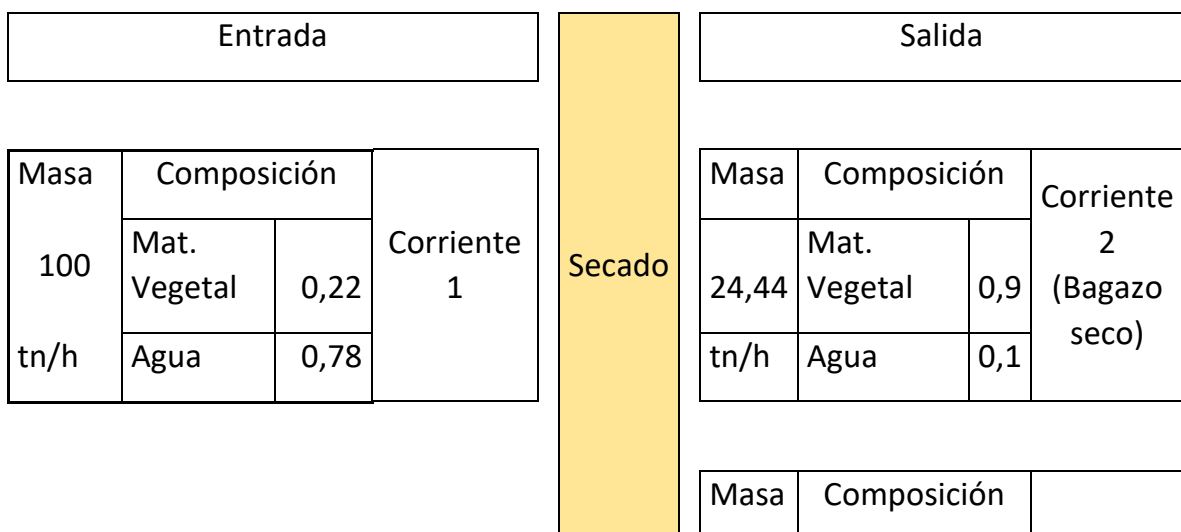 Entrada
Secado
Salida
Masa
100
tn/h
Composición
Mat.
Vegetal 0,22
Agua 0,78
Corriente
1
Masa
24,44
tn/h
Composición
Mat.
Vegetal 0,9
Agua 0,1
Corriente
2
(Bagazo
seco)
Masa Composición